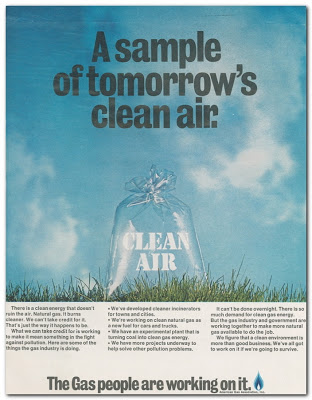 A sample
of tomorrow's
clean air.
CLEAN
AIR
There is a clean energy that doesn't
ruin the air. Natural gas. It burns
cleaner. We can't take credit for it.
That's just the way it happens to be.
What we can take credit for is working
to make it mean something in the fight
against pollution. Here are some of the
things the gas industry is doing.
• We've developed cleaner incinerators
for towns and cities.
• We're working on clean natural gas as
a new fuel for cars and trucks.
• We have an experimental plant that is
turning coal into clean energy gas.
• We have more projects underway to
help solve other pollution problems.
It can't be done overnight. There is so
much demand for clean gas energy.
But the gas industry and government are
working together to make more natural
gas available to do the job.
We figure that a clean environment is
more than good business. We've all got
to work on it if we're going to survive.
The Gas people are working on it.
American Gas Association, Inc.